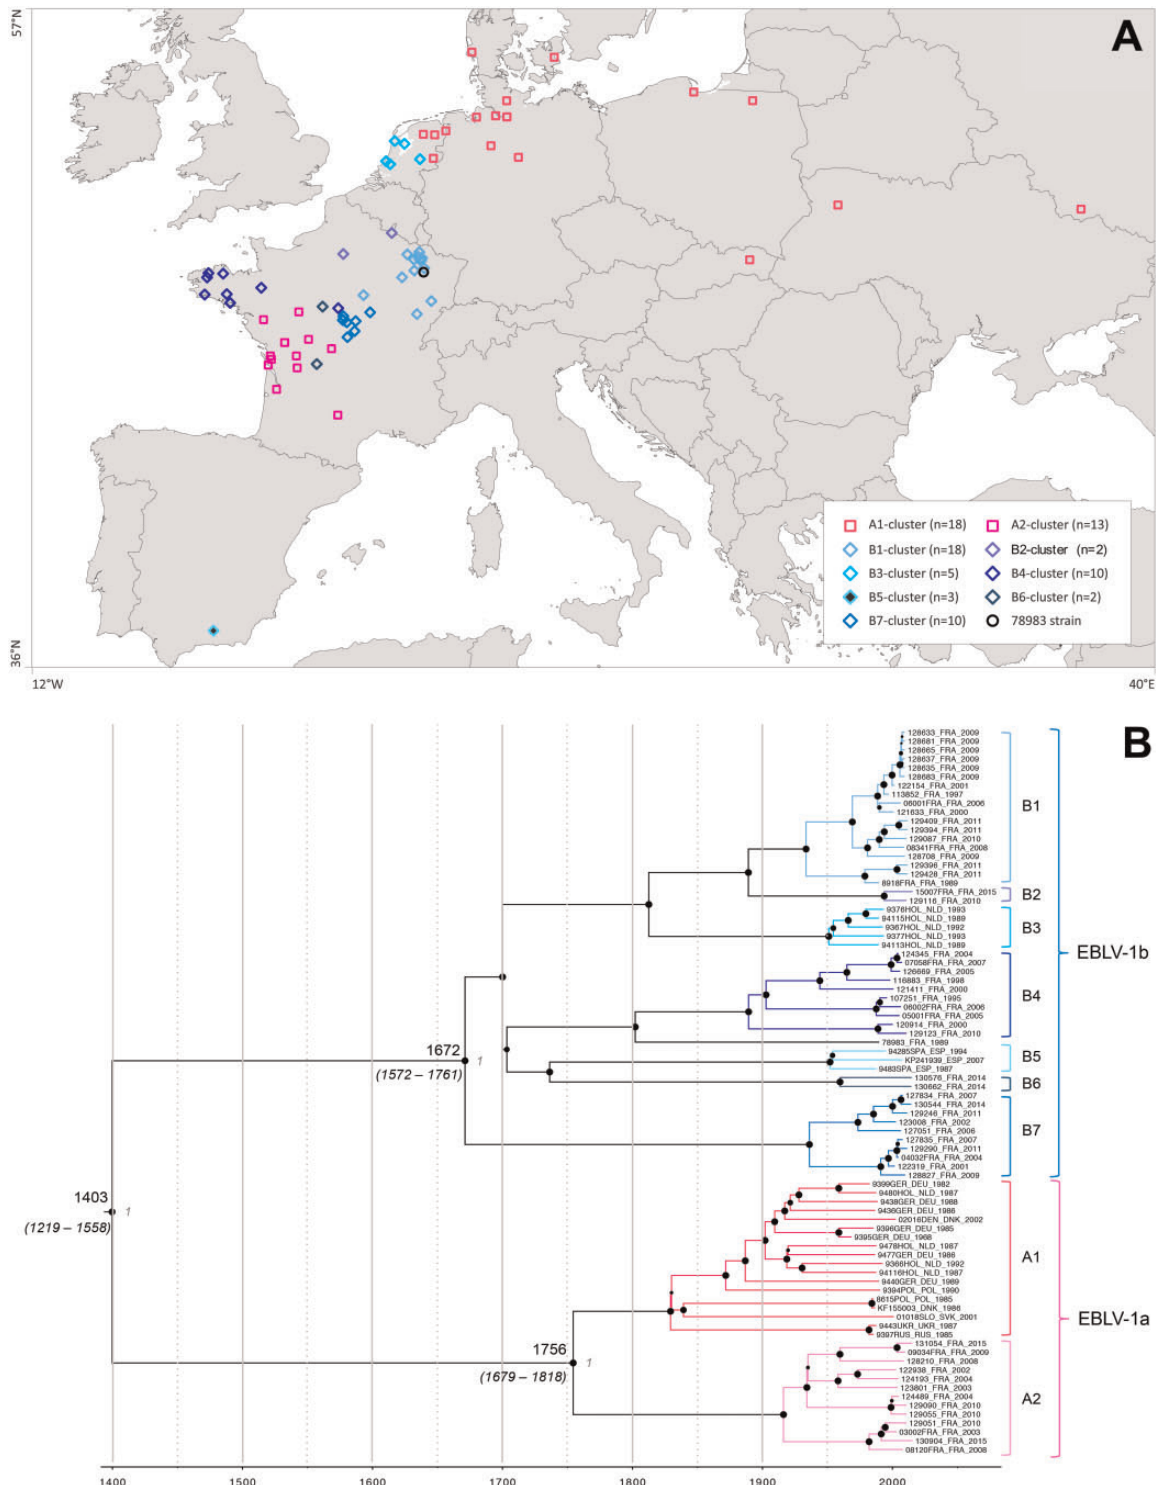 57°N
A
A1-cluster (n=18)
A2-cluster (n=13)
B1-cluster (n=18)
B2-cluster (n=2)
B3-cluster (n=5)
B4-cluster (n=10)
B5-cluster (n=3)
B6-cluster (n=2)
B7-cluster (n=10)
78983 strain
36°N
12°W
40°E
B
128633_FRA_2009
128681_FRA_2009
128665_FRA_2009
128637_FRA_2009
128635_FRA_2009
128683_FRA_2009
122154_FRA_2001
113852_FRA_1997
06001FRA_FRA_2006
121633_FRA_2000
129409_FRA_2011
129394_FRA_2011
129087_FRA_2010
08341FRA_FRA_2008
128708_FRA_2009
129396_FRA_2011
129428_FRA_2011
8918FRA_FRA_1989
B1
15007FRA_FRA_2015
129116_FRA_2010
B2
9376HOL_NLD_1993
94115HOL_NLD_1989
9367HOL_NLD_1992
9377HOL_NLD_1993
94113HOL_NLD_1989
B3
124345_FRA_2004
07058FRA_FRA_2007
126669_FRA_2005
116883_FRA_1998
121411_FRA_2000
107251_FRA_1995
06002FRA_FRA_2006
05001FRA_FRA_2005
120914_FRA_2000
129123_FRA_2010
B4
78983_FRA_1989
94285SPA_ESP_1994
KP241939_ESP_2007
9483SPA_ESP_1987
B5
130576_FRA_2014
130662_FRA_2014
B6
127834_FRA_2007
130544_FRA_2014
129246_FRA_2011
123008_FRA_2002
127051_FRA_2006
127835_FRA_2007
129290_FRA_2011
04032FRA_FRA_2004
122319_FRA_2001
128827_FRA_2009
B7
EBLV-1b
1672
1
(1572 – 1761)
1403
1
(1219 – 1558)
9399GER_DEU_1982
9480HOL_NLD_1987
9438GER_DEU_1988
9436GER_DEU_1988
02016DEN_DNK_2002
9396GER_DEU_1985
9395GER_DEU_1968
9478HOL_NLD_1987
9477GER_DEU_1986
9366HOL_NLD_1992
94116HOL_NLD_1987
9440GER_DEU_1989
9394POL_POL_1990
8615POL_POL_1985
KF155003_DNK_1986
01018SLO_SVK_2001
9443UKR_UKR_1987
9397RUS_RUS_1985
A1
EBLV-1a
1756
1
(1679 – 1818)
131054_FRA_2015
09034FRA_FRA_2009
128210_FRA_2008
122938_FRA_2002
124193_FRA_2004
123801_FRA_2003
124489_FRA_2004
129090_FRA_2010
129055_FRA_2010
129051_FRA_2010
03002FRA_FRA_2003
130904_FRA_2015
08120FRA_FRA_2008
A2
1400 1500 1600 1700 1800 1900 2000